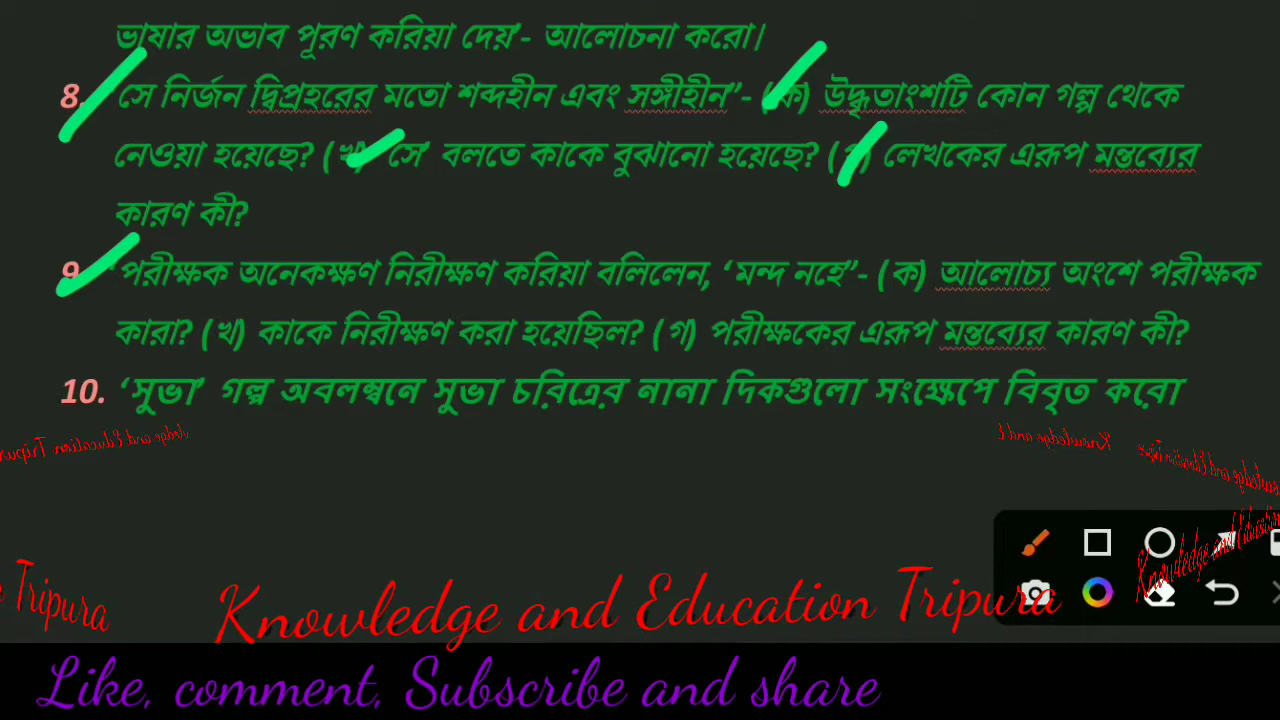 ভাষার অভাব পূরণ করিয়া দেয়’- আলোচনা করো।
8. সে নির্জন দ্বিপ্রহরের মতো শব্দহীন এবং সঙ্গীহীন”- (ক) উদ্ধৃতাংশটি কোন গল্প থেকে
নেওয়া হয়েছে? (খ) ‘সে’ বলতে কাকে বুঝানো হয়েছে? (গ) লেখকের এরূপ মন্তব্যের
কারণ কী?
9. ‘পরীক্ষক অনেকক্ষণ নিরীক্ষণ করিয়া বলিলেন, ‘মন্দ নহে”- (ক) আলোচ্য অংশে পরীক্ষক
কারা? (খ) কাকে নিরীক্ষণ করা হয়েছিল? (গ) পরীক্ষকের এরূপ মন্তব্যের কারণ কী?
10. ‘সুভা’ গল্প অবলম্বনে সুভা চরিত্রের নানা দিকগুলো সংক্ষেপে বিবৃত করো
Tripura
Knowledge and Education Tripura
Like, comment, Subscribe and share